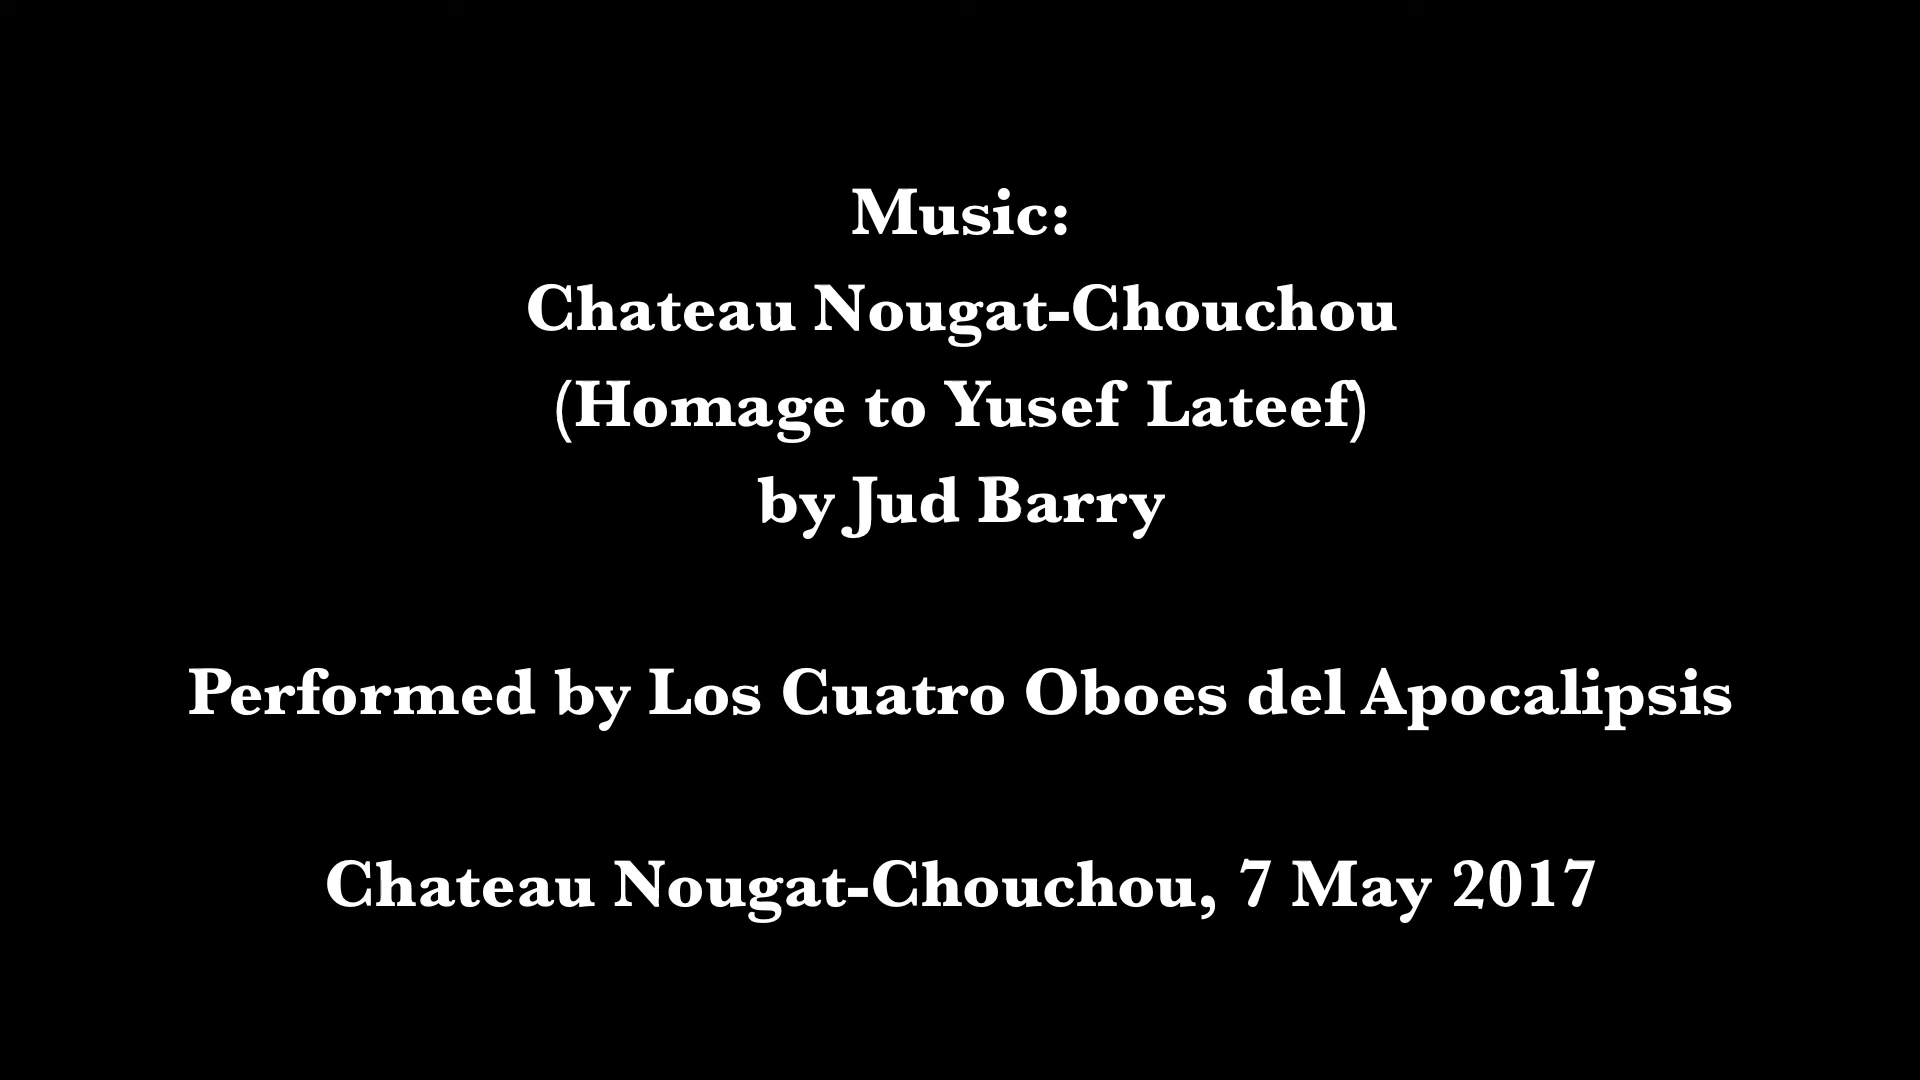 Music:
Chateau Nougat-Chouchou
(Homage to Yusef Lateef)
by Jud Barry
Performed by Los Cuatro Oboes del Apocalipsis
Chateau Nougat-Chouchou, 7 May 2017